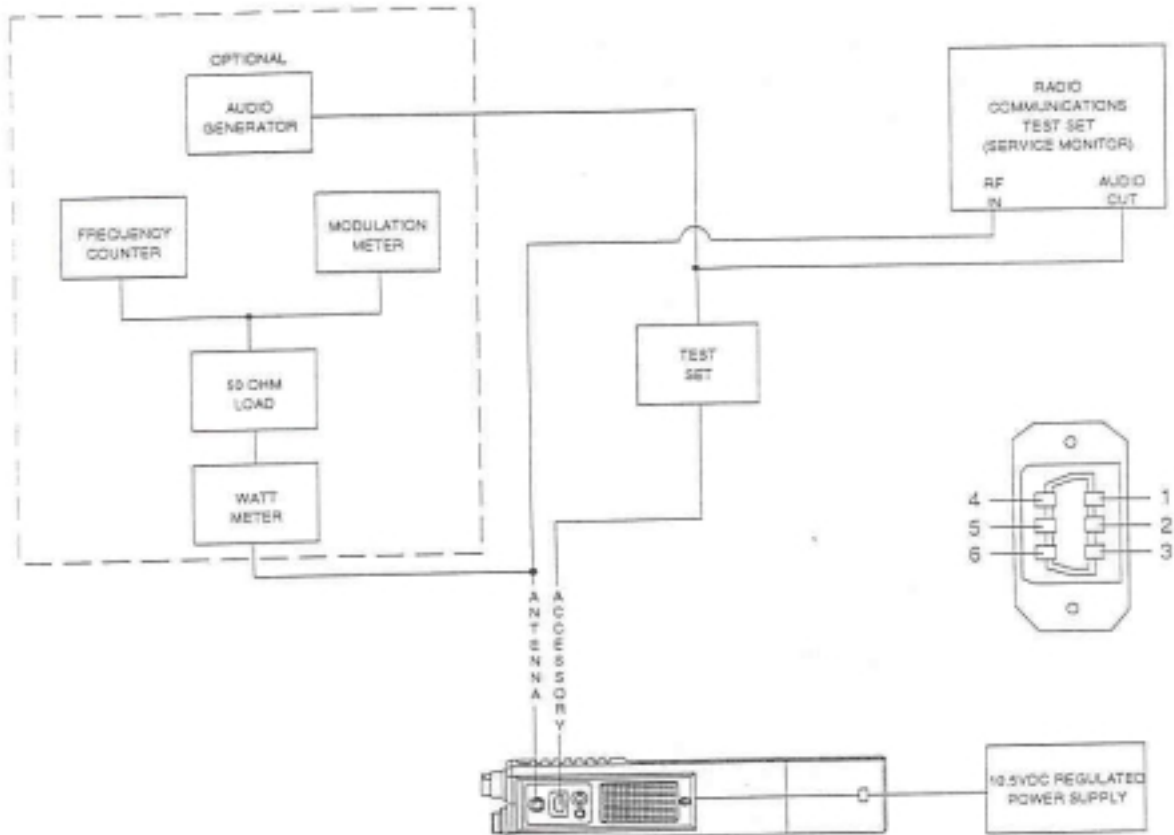 OPTIONAL
AUDIO
GENERATOR
RADIO
COMMUNICATIONS
TEST SET
(SERVICE MONITOR)
RF
IN
AUDIO
OUT
FREQUENCY
COUNTER
MODULATION
METER
50 OHM
LOAD
TEST
SET
WATT
METER
4
5
6
1
2
3
ANTENNA
ACCESSORY
10.5VDC REGULATED
POWER SUPPLY